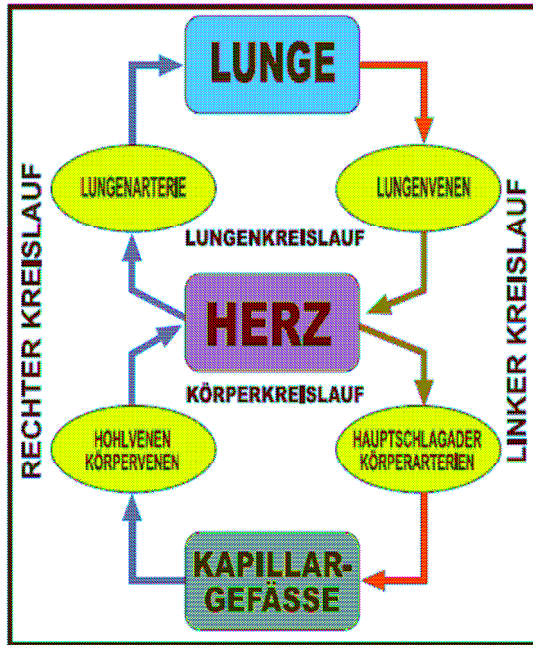 LUNGE
LUNGENARTERIE
LUNGENVENEN
RECHTER KREISLAUF
LINKER KREISLAUF
LUNGENKREISLAUF
HERZ
KÖRPERKREISLAUF
HOHLVENEN
KÖRPERVENEN
HAUPTSCHLAGADER
KÖRPERARTERIEN
KAPILLAR-
GEFÄSSE